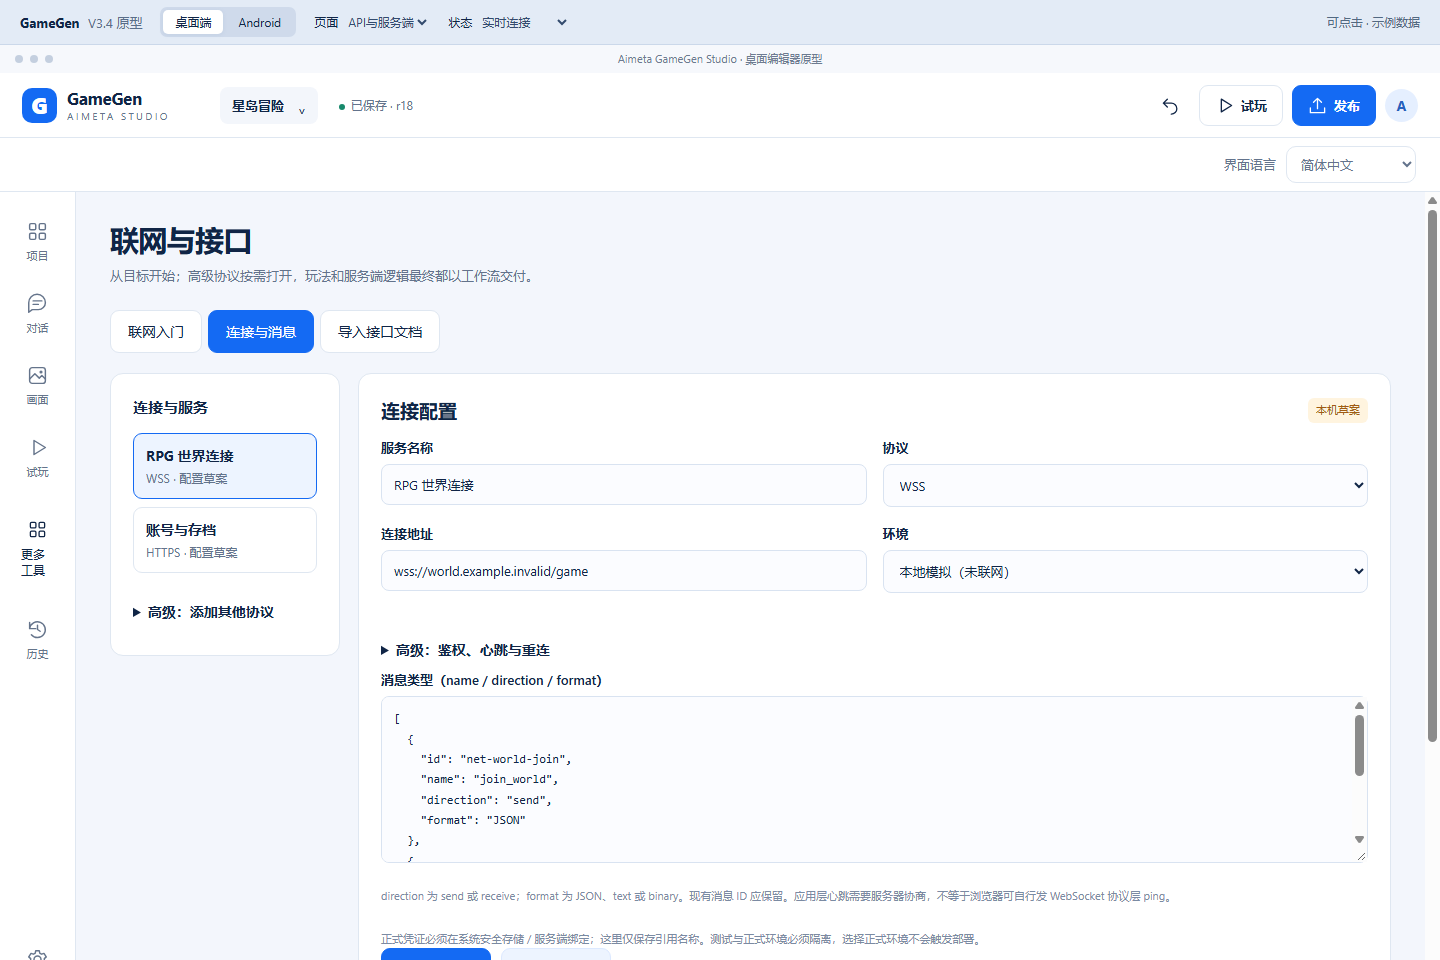 GameGen V3.4 原型 桌面端 Android 页面 API与服务端 状态 实时连接 可点击 · 示例数据
Aimeta GameGen Studio · 桌面编辑器原型
G GameGen
AIMETA STUDIO
星岛冒险 已保存 · r18 试玩 发布 A
界面语言 简体中文
项目
对话
画面
试玩
更多
工具
历史
联网与接口
从目标开始；高级协议按需打开，玩法和服务端逻辑最终都以工作流交付。
联网入门 连接与消息 导入接口文档
连接与服务
RPG 世界连接
WSS · 配置草案
账号与存档
HTTPS · 配置草案
高级：添加其他协议
连接配置 本机草案
服务名称 协议
RPG 世界连接 WSS
连接地址 环境
wss://world.example.invalid/game 本地模拟（未联网）
高级：鉴权、心跳与重连
消息类型（name / direction / format）
[
{
"id": "net-world-join",
"name": "join_world",
"direction": "send",
"format": "JSON"
},
{
direction 为 send 或 receive；format 为 JSON、text 或 binary。现有消息 ID 应保留。应用层心跳需要服务器协商，不等于浏览器可自行发 WebSocket 协议层 ping。
正式凭证必须在系统安全存储 / 服务端绑定；这里仅保存引用名称。测试与正式环境必须隔离，选择正式环境不会触发部署。